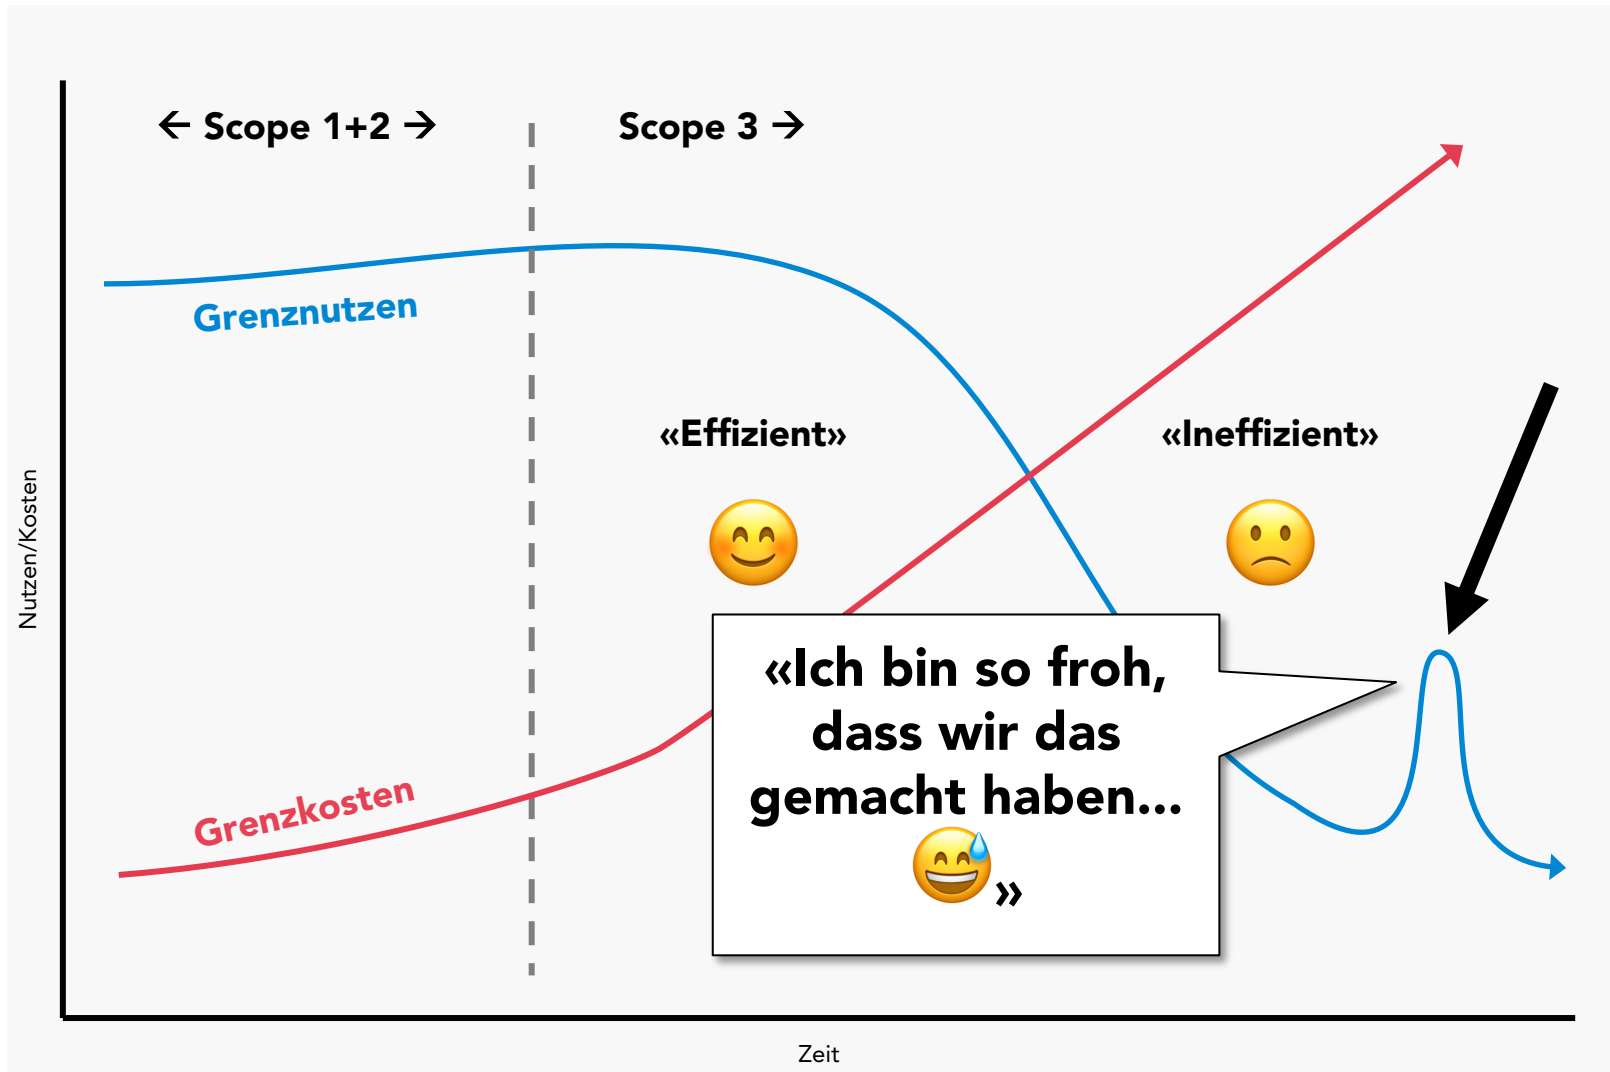 ← Scope 1+2 →
Scope 3 →
Grenznutzen
«Effizient»
«Ineffizient»
Nutzen/Kosten
«Ich bin so froh,
dass wir das
gemacht haben...
😅»
Grenzkosten
Zeit